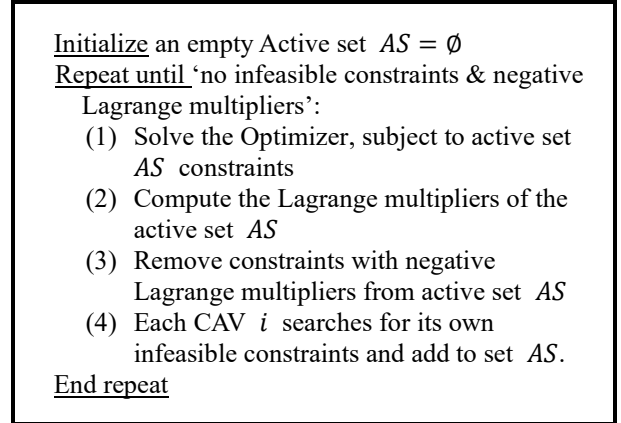 Initialize an empty Active set AS = ∅
Repeat until ‘no infeasible constraints & negative
Lagrange multipliers’:
(1) Solve the Optimizer, subject to active set
AS constraints
(2) Compute the Lagrange multipliers of the
active set AS
(3) Remove constraints with negative
Lagrange multipliers from active set AS
(4) Each CAV i searches for its own
infeasible constraints and add to set AS.
End repeat